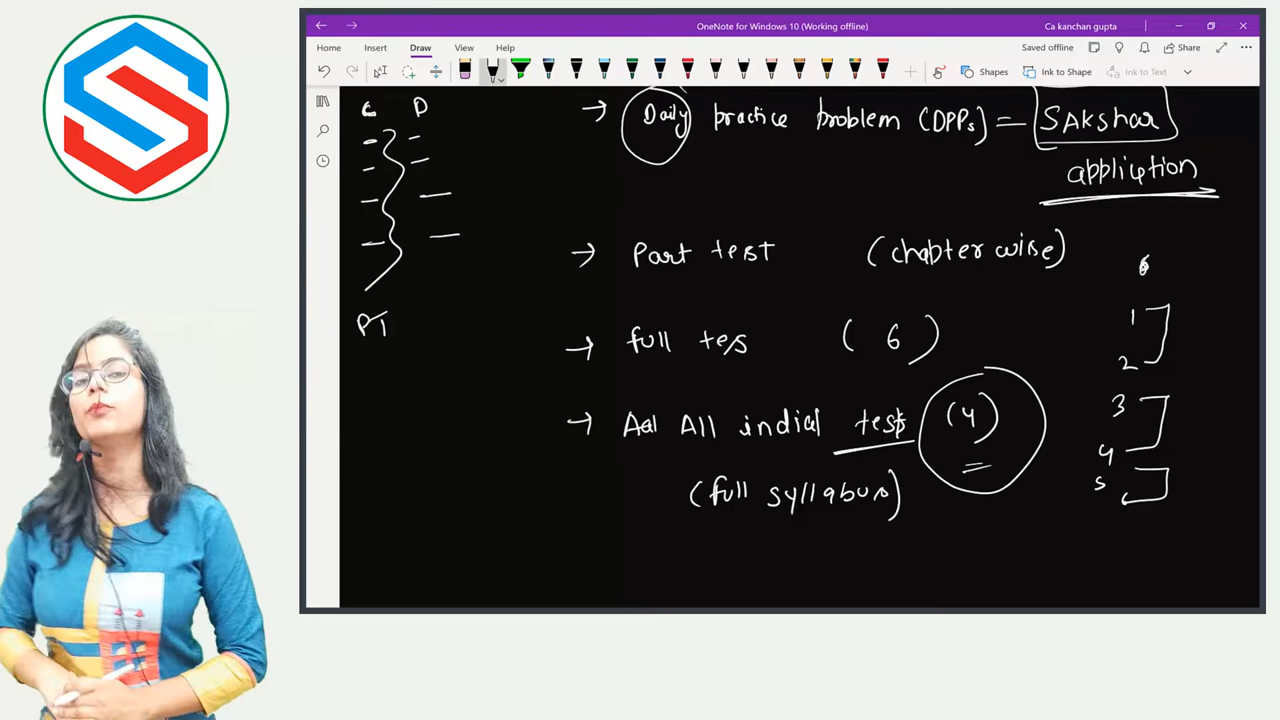 OneNote for Windows 10 (Working offline)
Ca kanchan gupta
Home Insert Draw View Help
Saved offline
Share
Shapes
Ink to Shape
Ink to Text
C D
→ Daily practice problem (DPPs) = SAkshar
application
→ Part test (chapter wise)
PT
→ full tes (6)
→ All indial test (4)
(full syllabus)
1
2
3
4
5